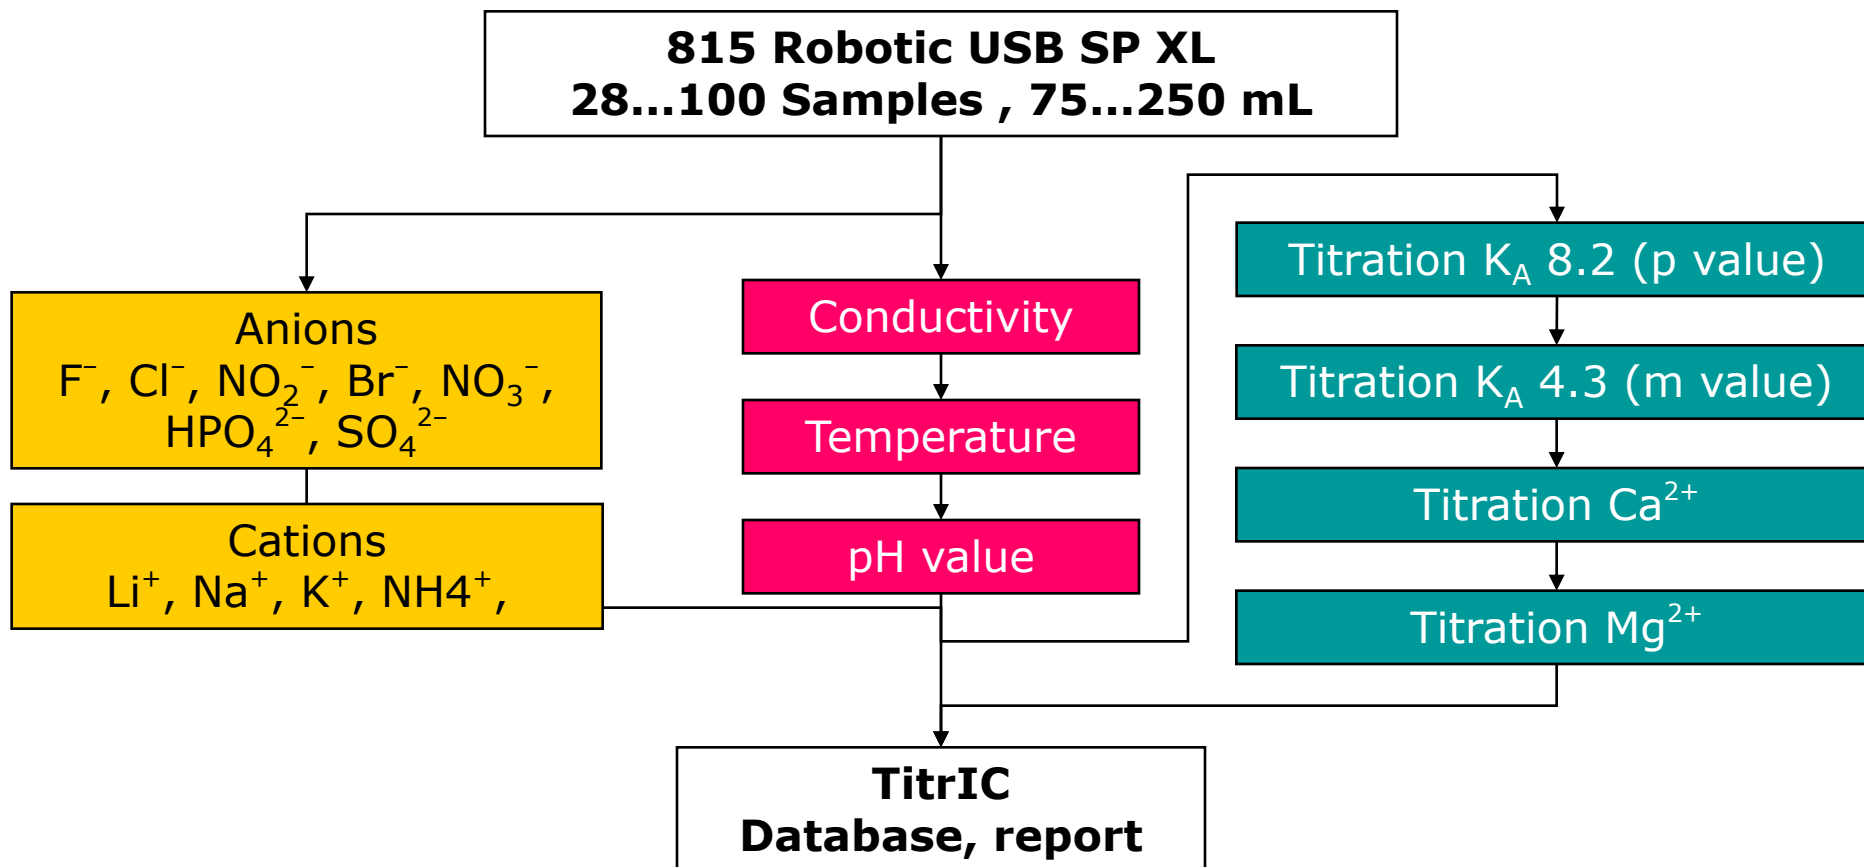 815 Robotic USB SP XL
28...100 Samples , 75...250 mL
Anions
F⁻, Cl⁻, NO₂⁻, Br⁻, NO₃⁻,
HPO₄²⁻, SO₄²⁻
Cations
Li⁺, Na⁺, K⁺, NH4⁺,
Conductivity
Temperature
pH value
Titration K_A 8.2 (p value)
Titration K_A 4.3 (m value)
Titration Ca²⁺
Titration Mg²⁺
TitrIC
Database, report